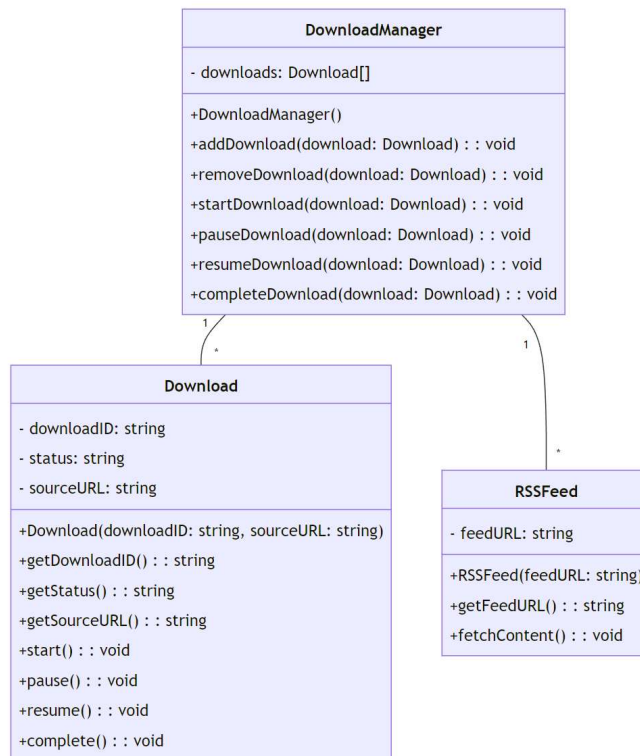 DownloadManager
- downloads: Download[]
+DownloadManager()
+addDownload(download: Download) : : void
+removeDownload(download: Download) : : void
+startDownload(download: Download) : : void
+pauseDownload(download: Download) : : void
+resumeDownload(download: Download) : : void
+completeDownload(download: Download) : : void
1
1
*
*
Download
- downloadID: string
- status: string
- sourceURL: string
+Download(downloadID: string, sourceURL: string)
+getDownloadID() : : string
+getStatus() : : string
+getSourceURL() : : string
+start() : : void
+pause() : : void
+resume() : : void
+complete() : : void
RSSFeed
- feedURL: string
+RSSFeed(feedURL: string)
+getFeedURL() : : string
+fetchContent() : : void